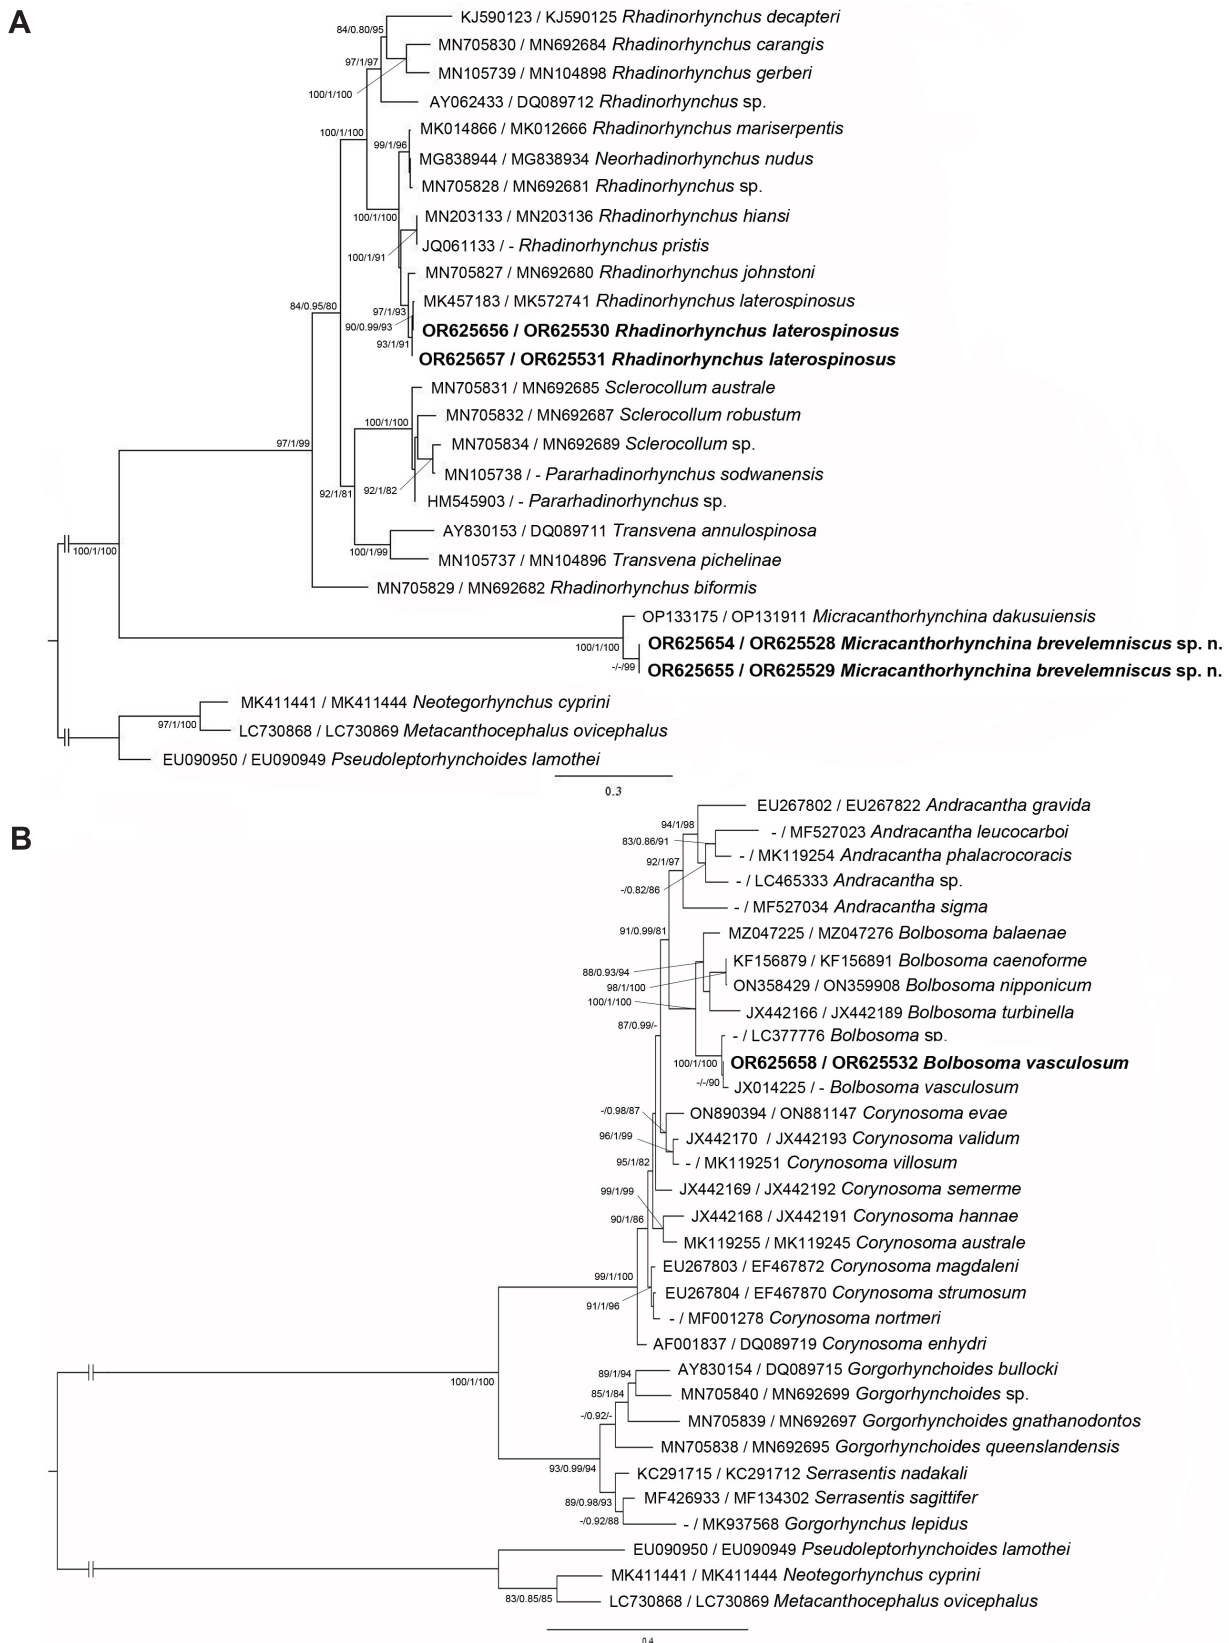 A
KJ590123 / KJ590125 Rhadinorhynchus decapteri
84/0.80/95
MN705830 / MN692684 Rhadinorhynchus carangis
97/1/97
MN105739 / MN104898 Rhadinorhynchus gerberi
100/1/100
AY062433 / DQ089712 Rhadinorhynchus sp.
MK014866 / MK012666 Rhadinorhynchus mariserpentis
100/1/100
99/1/96
MG838944 / MG838934 Neorhadinorhynchus nudus
MN705828 / MN692681 Rhadinorhynchus sp.
100/1/100
MN203133 / MN203136 Rhadinorhynchus hiansi
JQ061133 / - Rhadinorhynchus pristis
100/1/91
MN705827 / MN692680 Rhadinorhynchus johnstoni
84/0.95/80
MK457183 / MK572741 Rhadinorhynchus laterospinosus
97/1/93
90/0.99/93
OR625656 / OR625530 Rhadinorhynchus laterospinosus
93/1/91
OR625657 / OR625531 Rhadinorhynchus laterospinosus
MN705831 / MN692685 Sclerocollum australe
MN705832 / MN692687 Sclerocollum robustum
100/1/100
97/1/99
MN705834 / MN692689 Sclerocollum sp.
MN105738 / - Pararhadinorhynchus sodwanensis
92/1/81
92/1/82
HM545903 / - Pararhadinorhynchus sp.
AY830153 / DQ089711 Transvena annulospinosa
100/1/100
100/1/99
MN105737 / MN104896 Transvena pichelinae
MN705829 / MN692682 Rhadinorhynchus biformis
OP133175 / OP131911 Micracanthorhynchina dakusuiensis
100/1/100
OR625654 / OR625528 Micracanthorhynchina brevelemniscus sp. n.
-/-/99
OR625655 / OR625529 Micracanthorhynchina brevelemniscus sp. n.
MK411441 / MK411444 Neotegorhynchus cyprini
97/1/100
LC730868 / LC730869 Metacanthocephalus ovicephalus
EU090950 / EU090949 Pseudoleptorhynchoides lamothei
0.3
B
EU267802 / EU267822 Andracantha gravida
94/1/98
- / MF527023 Andracantha leucocarboi
83/0.86/91
- / MK119254 Andracantha phalacrocoracis
92/1/97
- / LC465333 Andracantha sp.
-/0.82/86
- / MF527034 Andracantha sigma
91/0.99/81
MZ047225 / MZ047276 Bolbosoma balaenae
KF156879 / KF156891 Bolbosoma caenoforme
88/0.93/94
98/1/100
ON358429 / ON359908 Bolbosoma nipponicum
100/1/100
JX442166 / JX442189 Bolbosoma turbinella
87/0.99/-
- / LC377776 Bolbosoma sp.
100/1/100
OR625658 / OR625532 Bolbosoma vasculosum
-/-/90
JX014225 / - Bolbosoma vasculosum
-/0.98/87
ON890394 / ON881147 Corynosoma evae
96/1/99
JX442170 / JX442193 Corynosoma validum
95/1/82
- / MK119251 Corynosoma villosum
99/1/99
JX442169 / JX442192 Corynosoma semerme
90/1/86
JX442168 / JX442191 Corynosoma hannae
MK119255 / MK119245 Corynosoma australe
99/1/100
EU267803 / EF467872 Corynosoma magdaleni
EU267804 / EF467870 Corynosoma strumosum
91/1/96
- / MF001278 Corynosoma nortmeri
AF001837 / DQ089719 Corynosoma enhydri
100/1/100
89/1/94
AY830154 / DQ089715 Gorgorhynchoides bullocki
85/1/84
MN705840 / MN692699 Gorgorhynchoides sp.
-/0.92/-
MN705839 / MN692697 Gorgorhynchoides gnathanodontos
MN705838 / MN692695 Gorgorhynchoides queenslandensis
93/0.99/94
KC291715 / KC291712 Serrasentis nadakali
89/0.98/93
MF426933 / MF134302 Serrasentis sagittifer
-/0.92/88
- / MK937568 Gorgorhynchus lepidus
EU090950 / EU090949 Pseudoleptorhynchoides lamothei
MK411441 / MK411444 Neotegorhynchus cyprini
83/0.85/85
LC730868 / LC730869 Metacanthocephalus ovicephalus
0.4